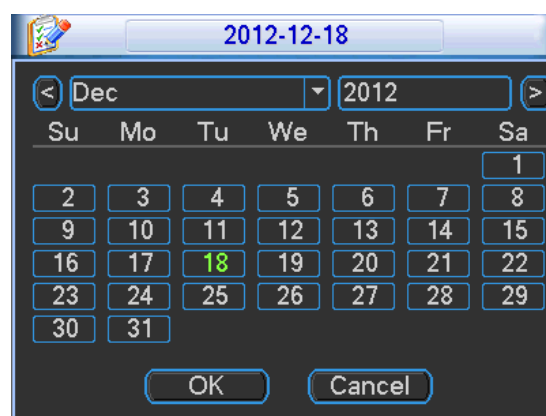 2012-12-18
< Dec 2012 >
Su Mo Tu We Th Fr Sa
1
2 3 4 5 6 7 8
9 10 11 12 13 14 15
16 17 18 19 20 21 22
23 24 25 26 27 28 29
30 31
OK Cancel